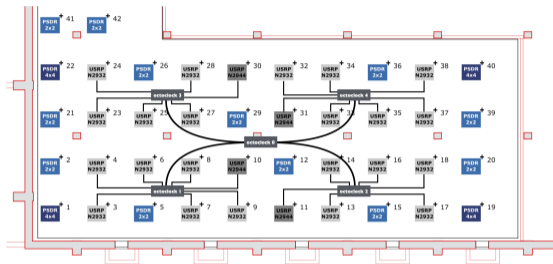 41 42
PSDR PSDR
2x2 2x2
22 24 26 28 30 32 34 36 38 40
PSDR USRP PSDR USRP USRP USRP USRP PSDR USRP PSDR
4x4 N2932 2x2 N2932 N2944 N2932 N2932 2x2 N2932 4x4
octoclock 3 octoclock 4
21 23 25 27 29 31 33 35 37 39
PSDR USRP USRP USRP PSDR USRP USRP USRP USRP PSDR
2x2 N2932 N2932 N2932 2x2 N2944 N2932 N2932 N2932 2x2
octoclock 0
2 4 6 8 10 12 14 16 18 20
PSDR USRP USRP USRP USRP PSDR USRP USRP USRP PSDR
2x2 N2932 N2932 N2932 N2944 2x2 N2932 N2932 N2932 2x2
octoclock 1 octoclock 2
1 3 5 7 9 11 13 15 17 19
PSDR USRP PSDR USRP USRP USRP USRP PSDR USRP PSDR
4x4 N2932 2x2 N2932 N2932 N2944 N2932 2x2 N2932 4x4